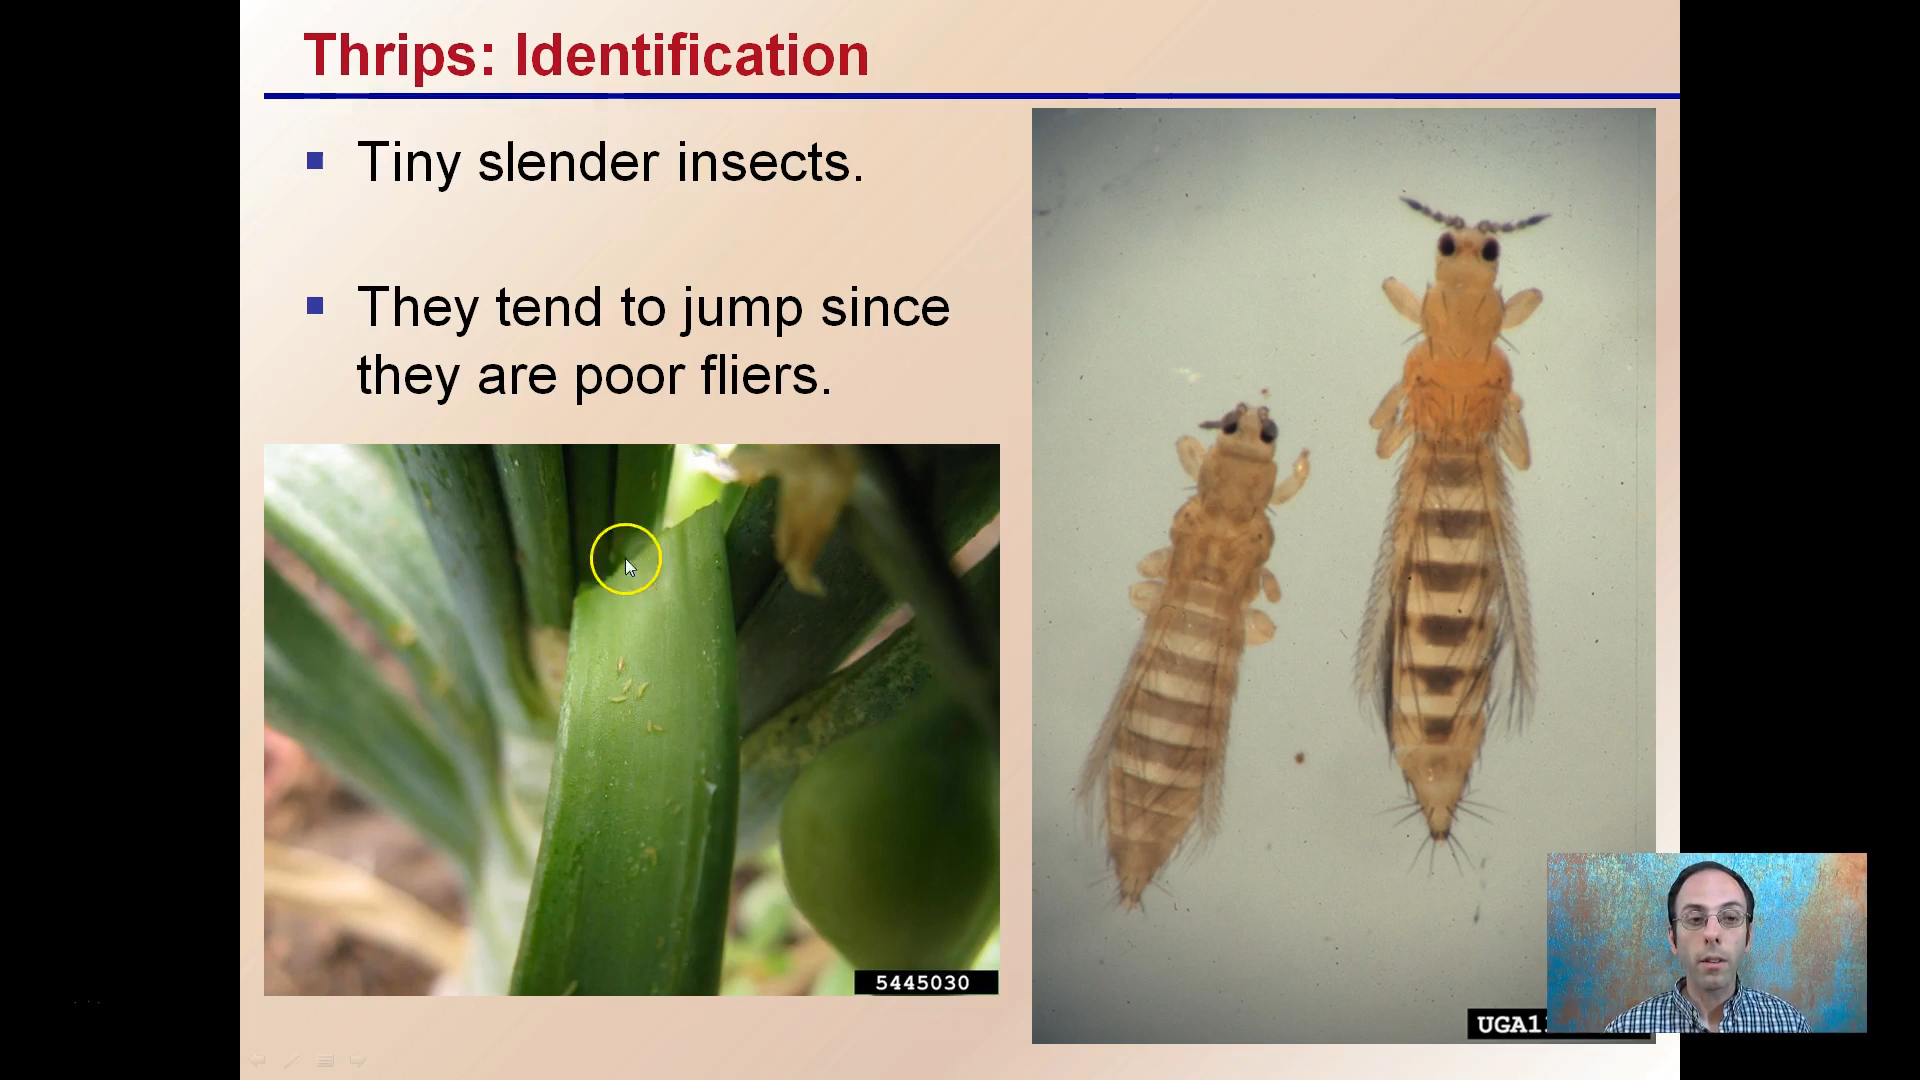 Thrips: Identification
Tiny slender insects.
They tend to jump since
they are poor fliers.
5445030
UGA1